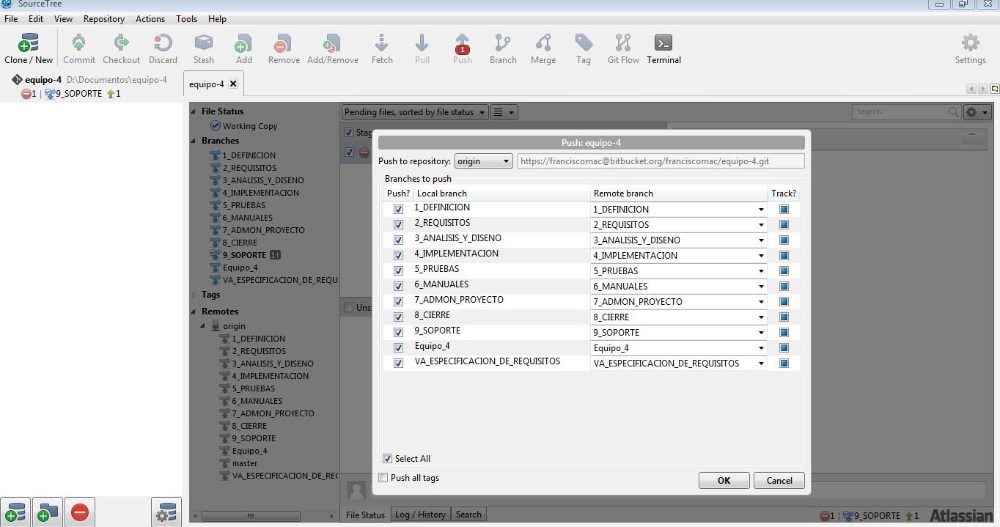 SourceTree
File Edit View Repository Actions Tools Help
Clone / New Commit Checkout Discard Stash Add Remove Add/Remove Fetch Pull Push 1 Branch Merge Tag Git Flow Terminal Settings
equipo-4 D:\Documentos\equipo-4
1 | 9_SOPORTE 1
equipo-4
File Status
Working Copy
Branches
1_DEFINICION
2_REQUISITOS
3_ANALISIS_Y_DISENO
4_IMPLEMENTACION
5_PRUEBAS
6_MANUALES
7_ADMON_PROYECTO
8_CIERRE
9_SOPORTE 1
Equipo_4
VA_ESPECIFICACION_DE_REQU
Tags
Remotes
origin
1_DEFINICION
2_REQUISITOS
3_ANALISIS_Y_DISENO
4_IMPLEMENTACION
5_PRUEBAS
6_MANUALES
7_ADMON_PROYECTO
8_CIERRE
9_SOPORTE
Equipo_4
master
VA_ESPECIFICACION_DE_REC
Pending files, sorted by file status
Search
Stag
...
Uns
Push: equipo-4
Push to repository: origin https://franciscomac@bitbucket.org/franciscomac/equipo-4.git
Branches to push
Push? Local branch Remote branch Track?
1_DEFINICION 1_DEFINICION
2_REQUISITOS 2_REQUISITOS
3_ANALISIS_Y_DISENO 3_ANALISIS_Y_DISENO
4_IMPLEMENTACION 4_IMPLEMENTACION
5_PRUEBAS 5_PRUEBAS
6_MANUALES 6_MANUALES
7_ADMON_PROYECTO 7_ADMON_PROYECTO
8_CIERRE 8_CIERRE
9_SOPORTE 9_SOPORTE
Equipo_4 Equipo_4
VA_ESPECIFICACION_DE_REQUISITOS VA_ESPECIFICACION_DE_REQUISITOS
Select All
Push all tags
OK Cancel
File Status Log / History Search
1 | 9_SOPORTE 1 Atlassian